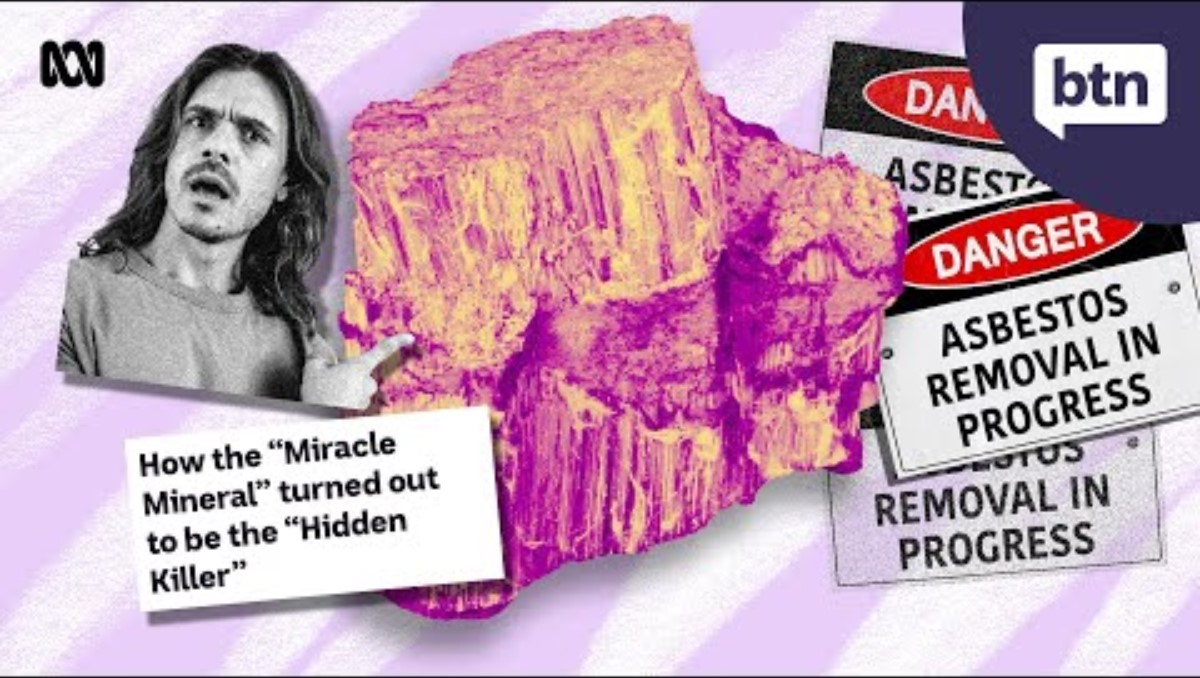 btn
DAN
ASBESTO
DANGER
ASBESTOS
REMOVAL IN
PROGRESS
REMOVAL IN
PROGRESS
How the “Miracle
Mineral” turned out
to be the “Hidden
Killer”